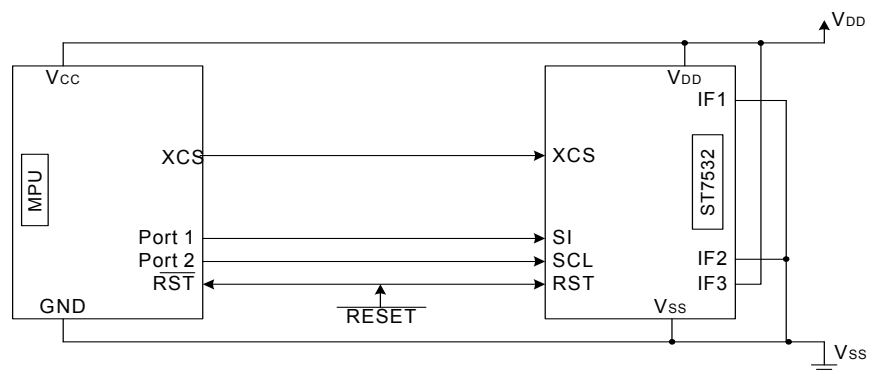 VDD
VCC
VDD
IF1
XCS
XCS
MPU
ST7532
Port 1
SI
Port 2
SCL
IF2
RST
RST
IF3
GND
RESET
VSS
VSS